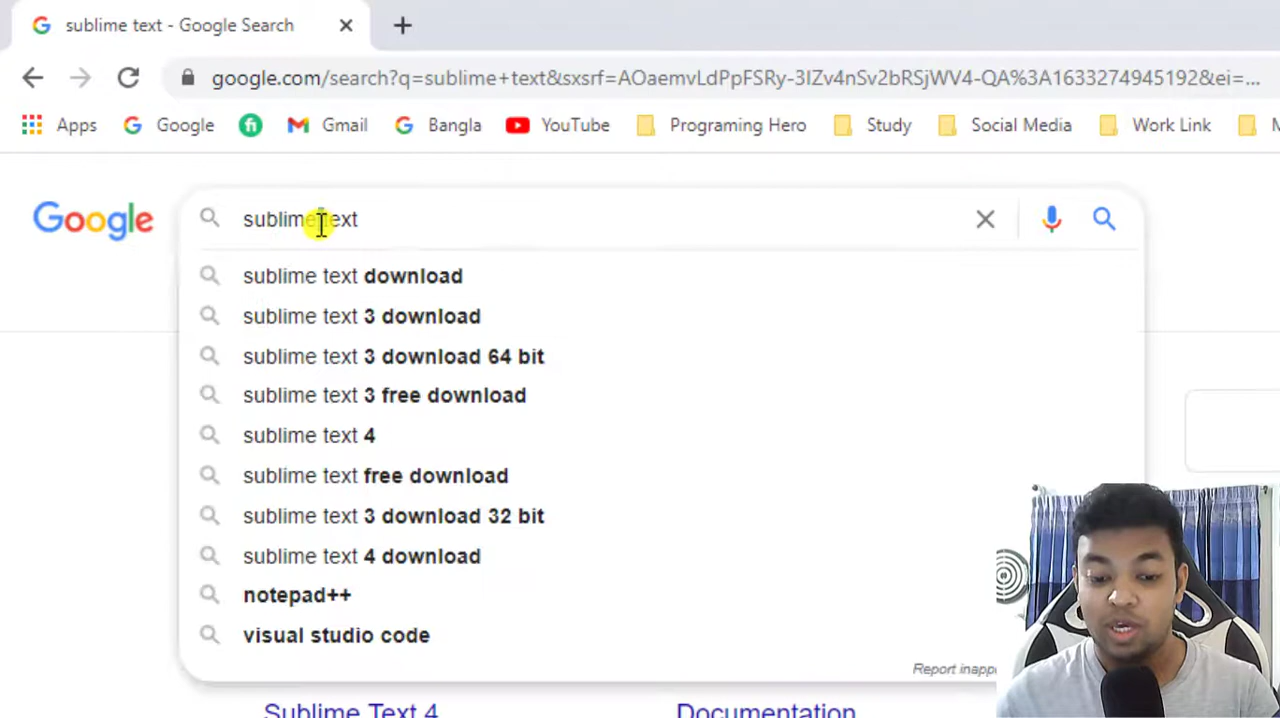 sublime text - Google Search
google.com/search?q=sublime+text&sxsrf=AOaemvLdPpFSRy-3IZv4nSv2bRSjWV4-QA%3A1633274945192&ei=...
Apps Google Gmail Bangla YouTube Programing Hero Study Social Media Work Link
Google sublime text
sublime text download
sublime text 3 download
sublime text 3 download 64 bit
sublime text 3 free download
sublime text 4
sublime text free download
sublime text 3 download 32 bit
sublime text 4 download
notepad++
visual studio code
Report inapp
Sublime Text 4 Documentation